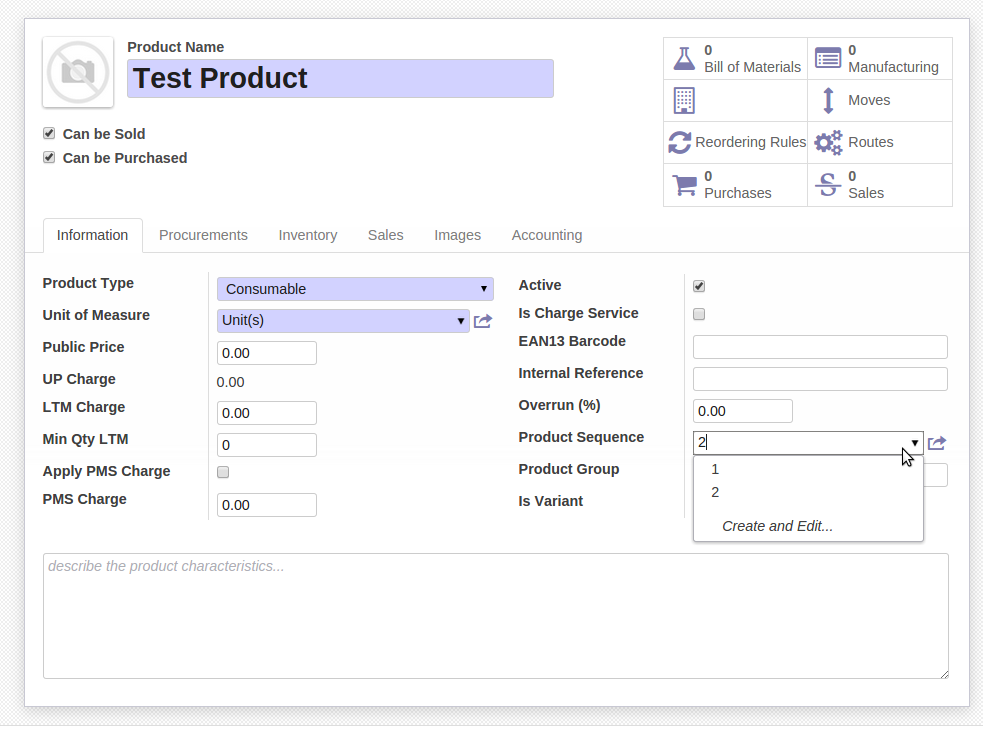 Product Name
Test Product
Can be Sold
Can be Purchased
0
Bill of Materials
0
Manufacturing
Moves
Reordering Rules
Routes
0
Purchases
0
Sales
Information Procurements Inventory Sales Images Accounting
Product Type Consumable
Unit of Measure Unit(s)
Public Price 0.00
UP Charge 0.00
LTM Charge 0.00
Min Qty LTM 0
Apply PMS Charge
PMS Charge 0.00
Active
Is Charge Service
EAN13 Barcode
Internal Reference
Overrun (%) 0.00
Product Sequence 2
Product Group
Is Variant
1
2
Create and Edit...
describe the product characteristics...